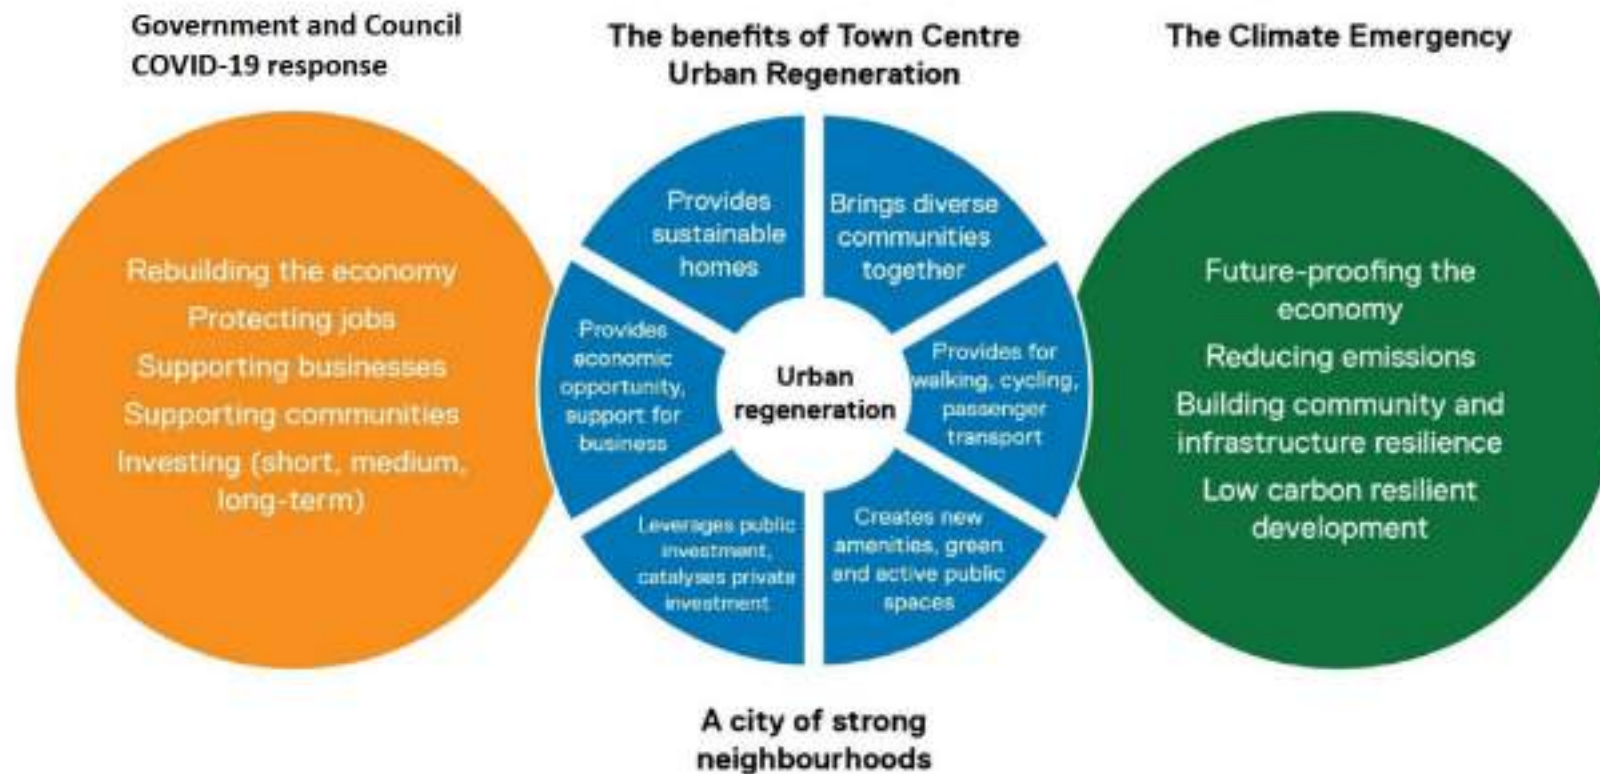 Government and Council
COVID-19 response
The benefits of Town Centre
Urban Regeneration
The Climate Emergency
Rebuilding the economy
Protecting jobs
Supporting businesses
Supporting communities
Investing (short, medium,
long-term)
Provides
sustainable
homes
Brings diverse
communities
together
Provides
economic
opportunity,
support for
business
Urban
regeneration
Provides for
walking, cycling,
passenger
transport
Leverages public
investment,
catalyses private
investment
Creates new
amenities, green
and active public
spaces
Future-proofing the
economy
Reducing emissions
Building community and
infrastructure resilience
Low carbon resilient
development
A city of strong
neighbourhoods